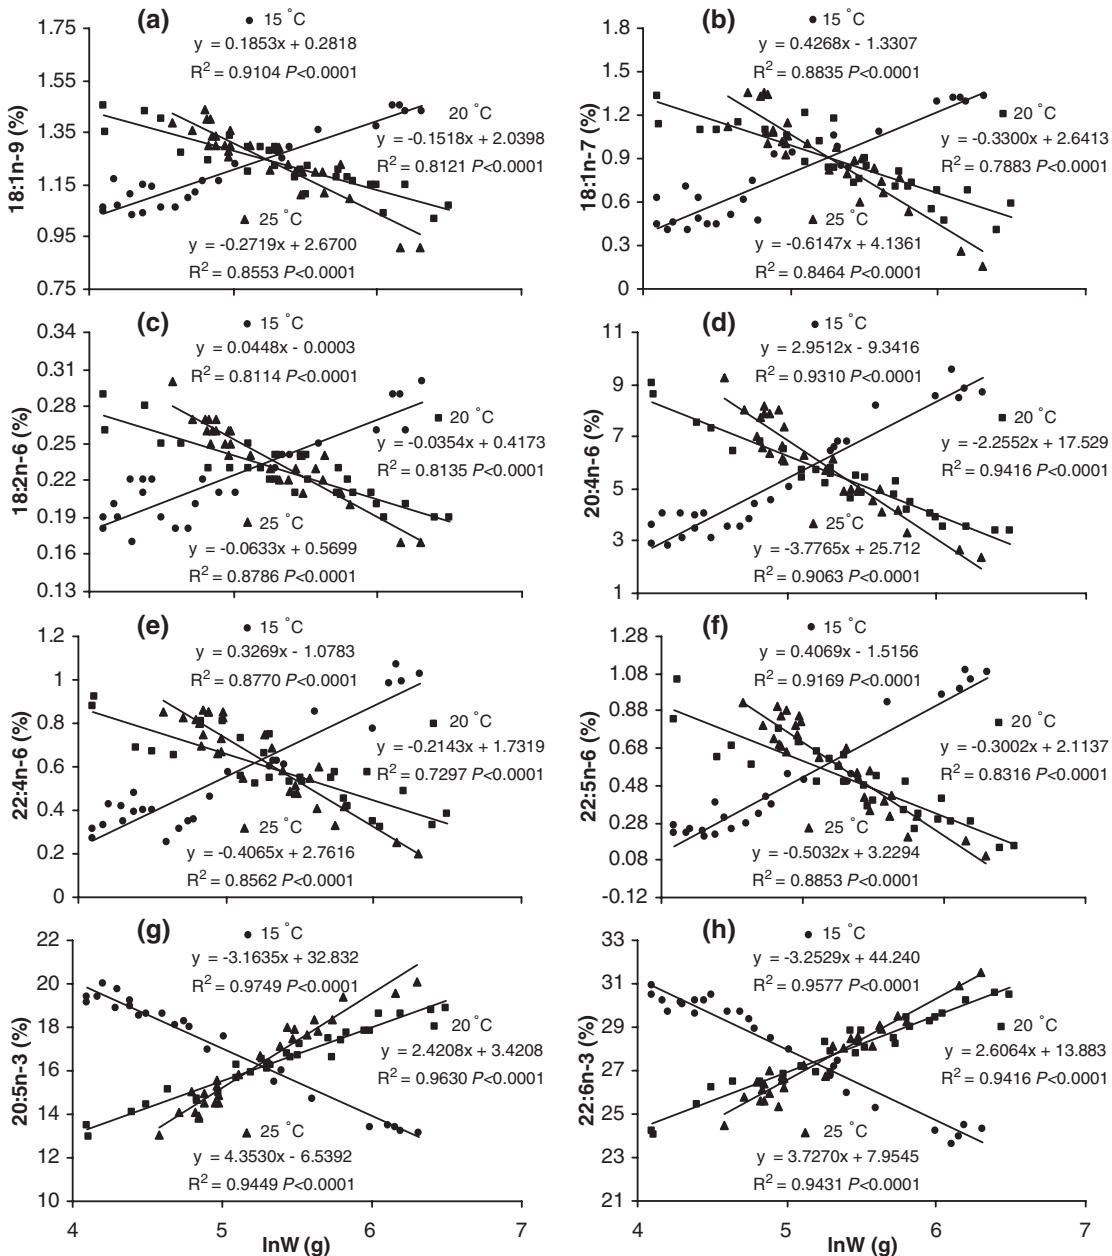 (a)
● 15 °C
y = 0.1853x + 0.2818
R² = 0.9104 P<0.0001
20 °C
■
y = -0.1518x + 2.0398
R² = 0.8121 P<0.0001
▲ 25 °C
y = -0.2719x + 2.6700
R² = 0.8553 P<0.0001
18:1n-9 (%)
1.75
1.55
1.35
1.15
0.95
0.75
(b)
● 15 °C
y = 0.4268x - 1.3307
R² = 0.8835 P<0.0001
20 °C
■
y = -0.3300x + 2.6413
R² = 0.7883 P<0.0001
▲ 25 °C
y = -0.6147x + 4.1361
R² = 0.8464 P<0.0001
18:1n-7 (%)
1.8
1.5
1.2
0.9
0.6
0.3
0
(c)
● 15 °C
y = 0.0448x - 0.0003
R² = 0.8114 P<0.0001
■ 20 °C
y = -0.0354x + 0.4173
R² = 0.8135 P<0.0001
▲ 25 °C
y = -0.0633x + 0.5699
R² = 0.8786 P<0.0001
18:2n-6 (%)
0.34
0.31
0.28
0.25
0.22
0.19
0.16
0.13
(d)
● 15 °C
y = 2.9512x - 9.3416
R² = 0.9310 P<0.0001
■ 20 °C
y = -2.2552x + 17.529
R² = 0.9416 P<0.0001
▲ 25 °C
y = -3.7765x + 25.712
R² = 0.9063 P<0.0001
20:4n-6 (%)
11
9
7
5
3
1
(e)
● 15 °C
y = 0.3269x - 1.0783
R² = 0.8770 P<0.0001
■ 20 °C
y = -0.2143x + 1.7319
R² = 0.7297 P<0.0001
▲ 25 °C
y = -0.4065x + 2.7616
R² = 0.8562 P<0.0001
22:4n-6 (%)
1.2
1
0.8
0.6
0.4
0.2
0
(f)
● 15 °C
y = 0.4069x - 1.5156
R² = 0.9169 P<0.0001
■ 20 °C
y = -0.3002x + 2.1137
R² = 0.8316 P<0.0001
▲ 25 °C
y = -0.5032x + 3.2294
R² = 0.8853 P<0.0001
22:5n-6 (%)
1.28
1.08
0.88
0.68
0.48
0.28
0.08
-0.12
(g)
● 15 °C
y = -3.1635x + 32.832
R² = 0.9749 P<0.0001
20 °C
■
y = 2.4208x + 3.4208
R² = 0.9630 P<0.0001
▲ 25 °C
y = 4.3530x - 6.5392
R² = 0.9449 P<0.0001
20:5n-3 (%)
22
20
18
16
14
12
10
4 5 6 7
lnW (g)
(h)
● 15 °C
y = -3.2529x + 44.240
R² = 0.9577 P<0.0001
■ 20 °C
y = 2.6064x + 13.883
R² = 0.9416 P<0.0001
▲ 25 °C
y = 3.7270x + 7.9545
R² = 0.9431 P<0.0001
22:6n-3 (%)
33
31
29
27
25
23
21
4 5 6 7
lnW (g)